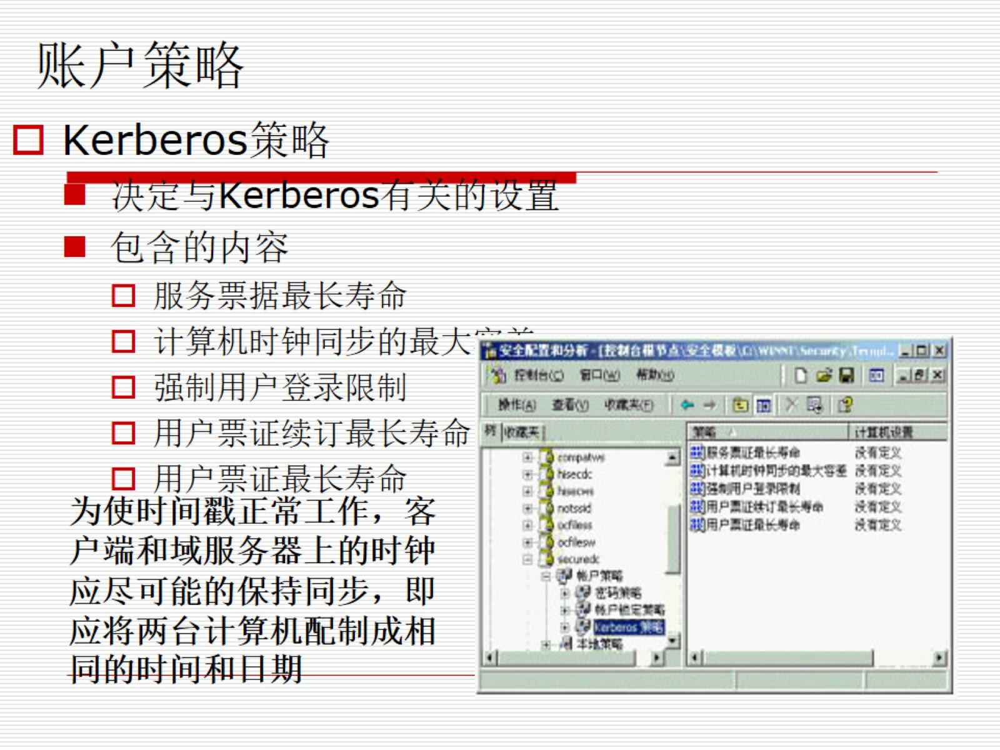 账户策略
Kerberos策略
决定与Kerberos有关的设置
包含的内容
服务票据最长寿命
计算机时钟同步的最大容差
强制用户登录限制
用户票证续订最长寿命
用户票证最长寿命
为使时间戳正常工作，客
户端和域服务器上的时钟
应尽可能的保持同步，即
应将两台计算机配制成相
同的时间和日期
安全配置和分析 - [控制台根节点\安全模板\C:\WINNT\Security\Templ...
控制台(C) 窗口(W) 帮助(H)
操作(A) 查看(V) 收藏夹(F)
树 收藏夹
策略 计算机设置
服务票证最长寿命 没有定义
计算机时钟同步的最大容差 没有定义
强制用户登录限制 没有定义
用户票证续订最长寿命 没有定义
用户票证最长寿命 没有定义
compatws
hisecdc
hisecws
notssid
ocfiless
ocfilesw
securedc
帐户策略
密码策略
帐户锁定策略
Kerberos 策略
本地策略